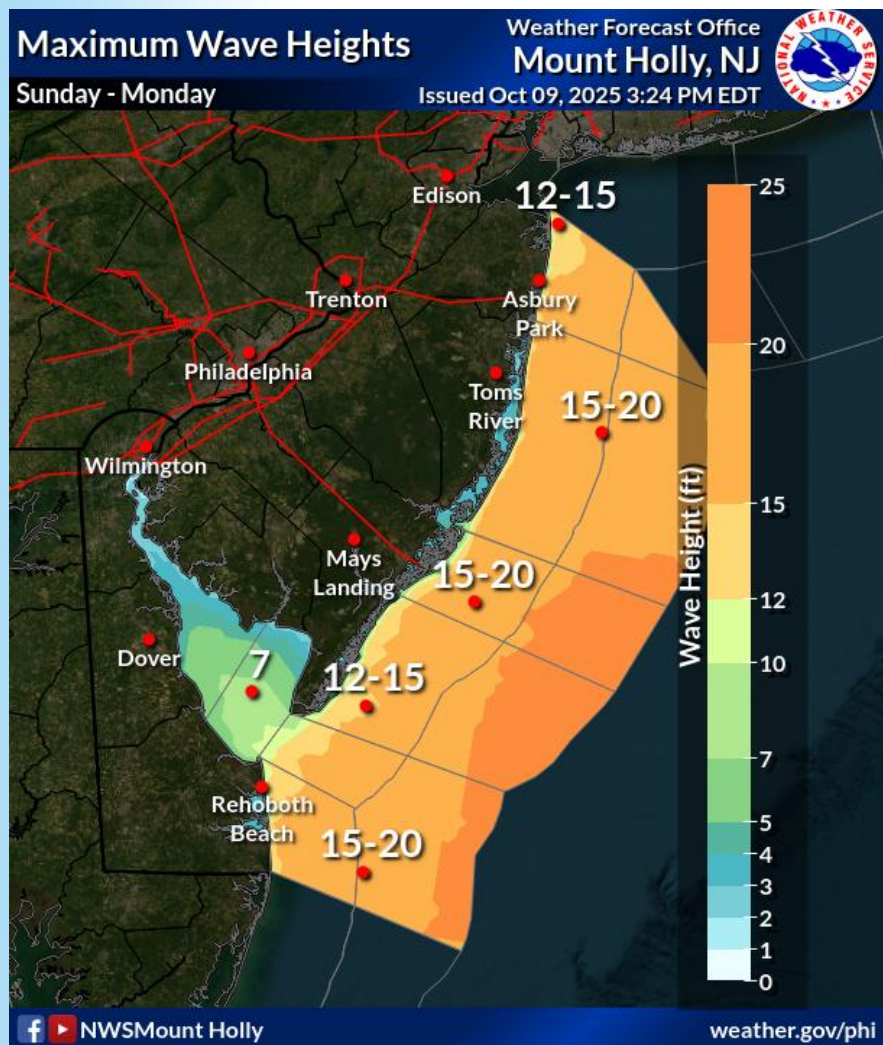 Maximum Wave Heights
Sunday - Monday
Weather Forecast Office
Mount Holly, NJ
Issued Oct 09, 2025 3:24 PM EDT
NATIONAL WEATHER SERVICE
Edison
12-15
Trenton
Asbury
Park
Philadelphia
Toms
River
15-20
Wilmington
Mays
Landing
15-20
Dover
7
12-15
Rehoboth
Beach
15-20
Wave Height (ft)
25
20
15
12
10
7
5
4
3
2
1
0
NWSMount Holly
weather.gov/phi